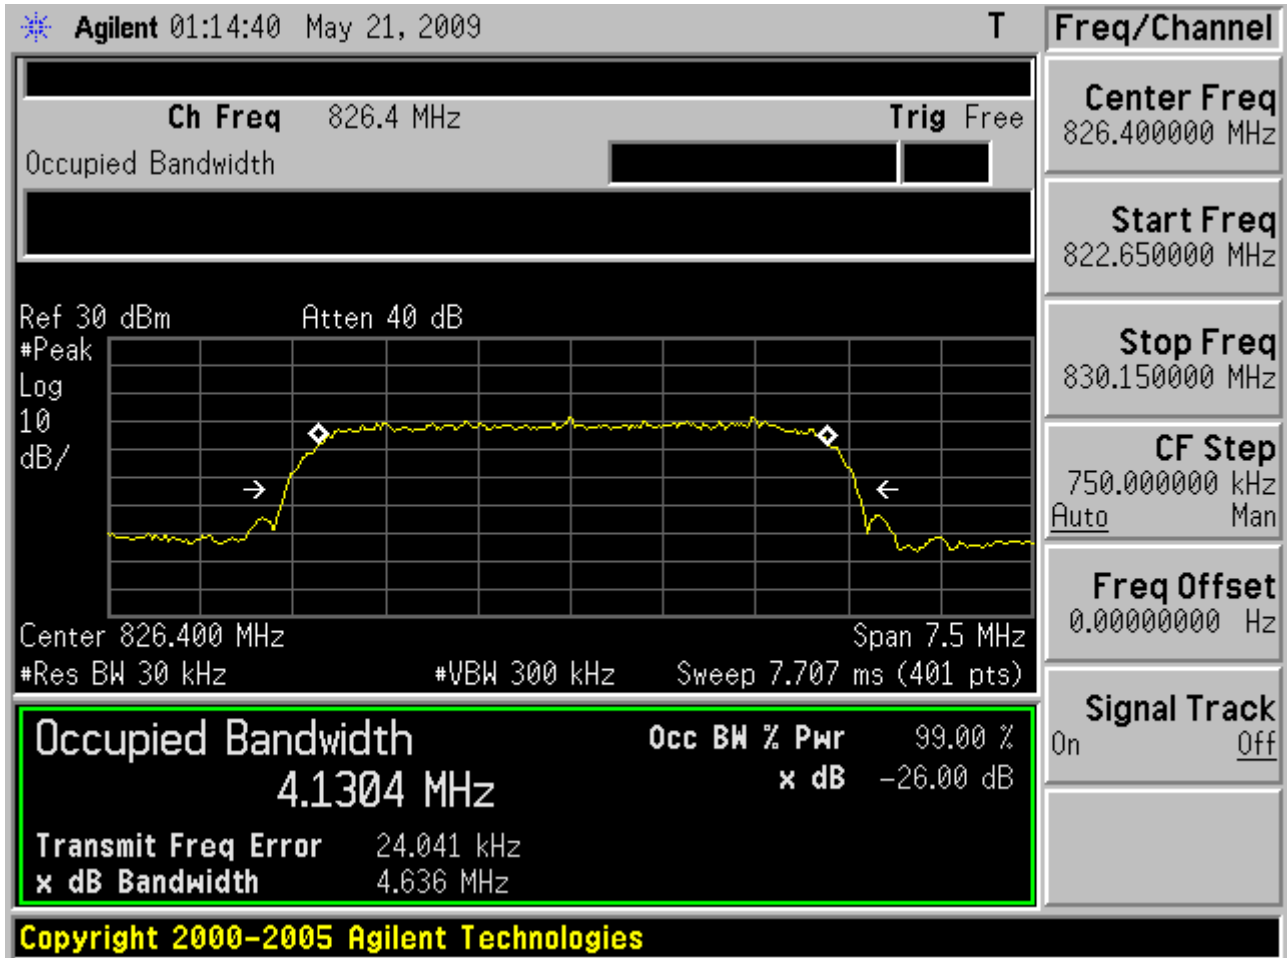 Agilent 01:14:40 May 21, 2009 T
Ch Freq 826.4 MHz Trig Free
Occupied Bandwidth
Ref 30 dBm Atten 40 dB
#Peak
Log
10
dB/
Center 826.400 MHz Span 7.5 MHz
#Res BW 30 kHz #VBW 300 kHz Sweep 7.707 ms (401 pts)
Occupied Bandwidth
4.1304 MHz
Occ BW % Pwr 99.00 %
x dB -26.00 dB
Transmit Freq Error 24.041 kHz
x dB Bandwidth 4.636 MHz
Copyright 2000-2005 Agilent Technologies
Freq/Channel
Center Freq
826.400000 MHz
Start Freq
822.650000 MHz
Stop Freq
830.150000 MHz
CF Step
750.000000 kHz
Auto Man
Freq Offset
0.00000000 Hz
Signal Track
On Off